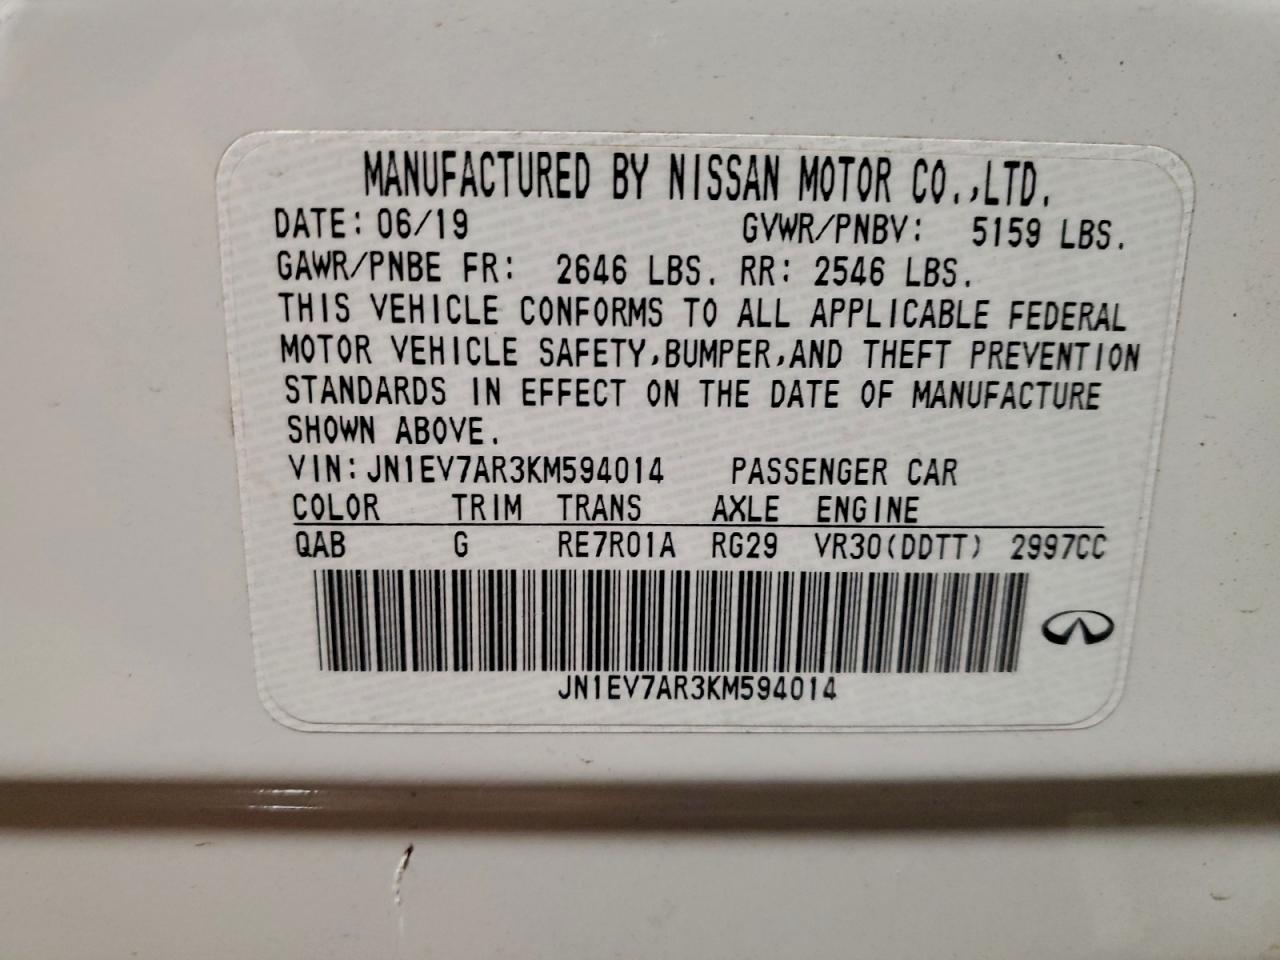 MANUFACTURED BY NISSAN MOTOR CO.,LTD.
DATE: 06/19 GVWR/PNBV: 5159 LBS.
GAWR/PNBE FR: 2646 LBS. RR: 2546 LBS.
THIS VEHICLE CONFORMS TO ALL APPLICABLE FEDERAL
MOTOR VEHICLE SAFETY,BUMPER,AND THEFT PREVENTION
STANDARDS IN EFFECT ON THE DATE OF MANUFACTURE
SHOWN ABOVE.
VIN: JN1EV7AR3KM594014 PASSENGER CAR
COLOR TRIM TRANS AXLE ENGINE
QAB G RE7R01A RG29 VR30(DDTT) 2997CC
JN1EV7AR3KM594014